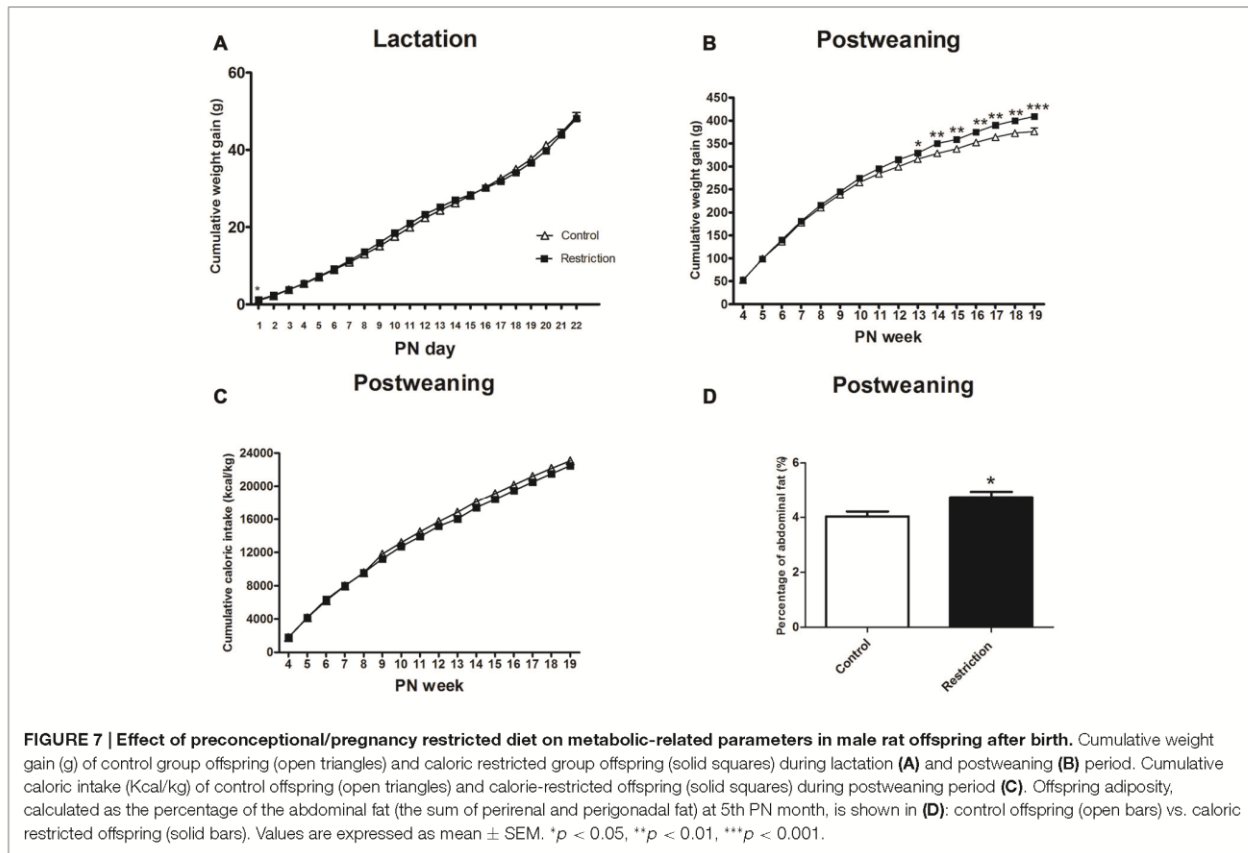 A
Lactation
Cumulative weight gain (g)
60
40
20
0
*
Control
Restriction
1 2 3 4 5 6 7 8 9 10 11 12 13 14 15 16 17 18 19 20 21 22
PN day
B
Postweaning
Cumulative weight gain (g)
450
400
350
300
250
200
150
100
50
0
* ** ** ** ** ** ***
4 5 6 7 8 9 10 11 12 13 14 15 16 17 18 19
PN week
C
Postweaning
Cumulative caloric intake (kcal/kg)
24000
20000
16000
12000
8000
4000
0
4 5 6 7 8 9 10 11 12 13 14 15 16 17 18 19
PN week
D
Postweaning
Percentage of abdominal fat (%)
6
4
2
0
*
Control
Restriction
FIGURE 7 | Effect of preconceptional/pregnancy restricted diet on metabolic-related parameters in male rat offspring after birth. Cumulative weight
gain (g) of control group offspring (open triangles) and caloric restricted group offspring (solid squares) during lactation (A) and postweaning (B) period. Cumulative
caloric intake (Kcal/kg) of control offspring (open triangles) and calorie-restricted offspring (solid squares) during postweaning period (C). Offspring adiposity,
calculated as the percentage of the abdominal fat (the sum of perirenal and perigonadal fat) at 5th PN month, is shown in (D): control offspring (open bars) vs. caloric
restricted offspring (solid bars). Values are expressed as mean ± SEM. *p < 0.05, **p < 0.01, ***p < 0.001.